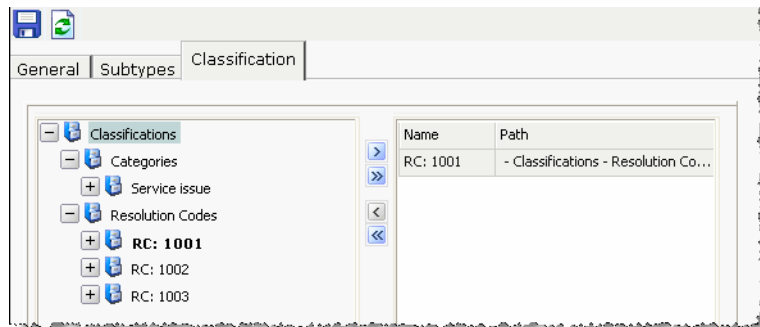 General Subtypes Classification
Classifications
Categories
Service issue
Resolution Codes
RC: 1001
RC: 1002
RC: 1003
Name Path
RC: 1001 - Classifications - Resolution Co...